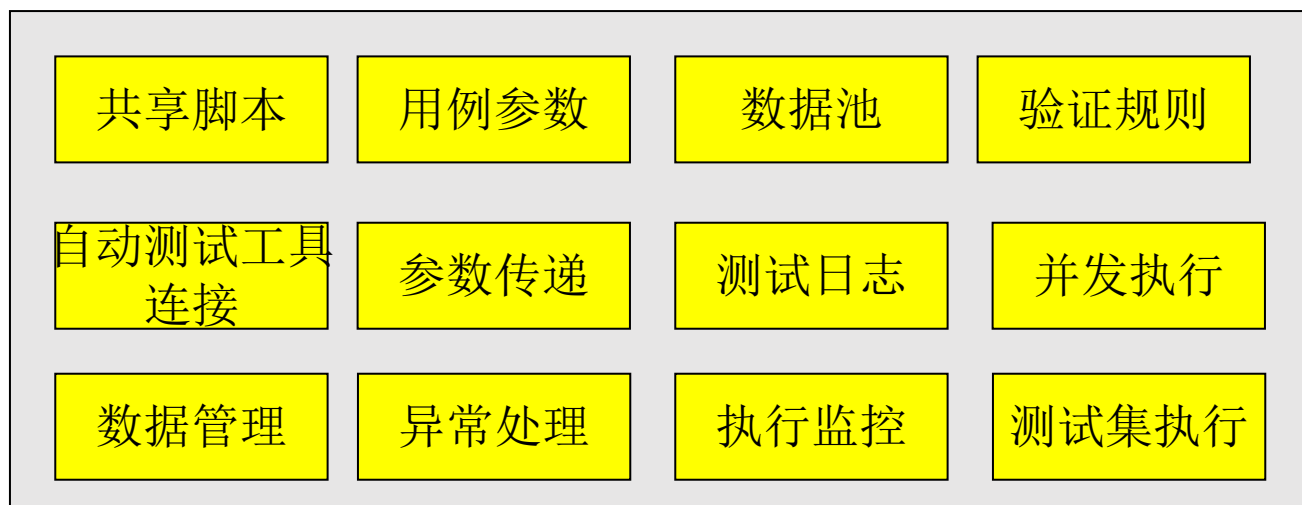 共享脚本
用例参数
数据池
验证规则
自动测试工具
连接
参数传递
测试日志
并发执行
数据管理
异常处理
执行监控
测试集执行